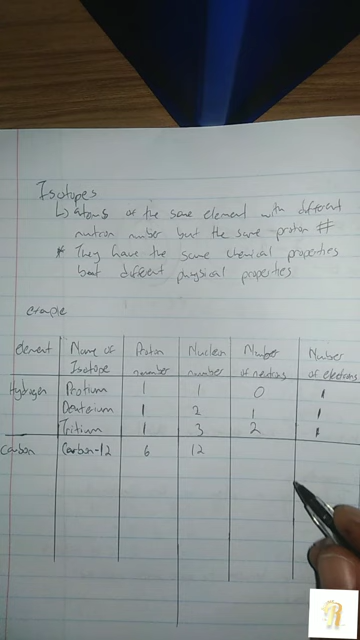 Isotopes
↳ atoms of the same element with different
neutron number but the same proton #
* They have the same chemical properties
but different physical properties
example
element Name of Isotope Proton number Nucleon number Number of neutrons Number of electrons
Hydrogen Protium 1 1 0 1
Deuterium 1 2 1 1
Tritium 1 3 2 1
Carbon Carbon-12 6 12